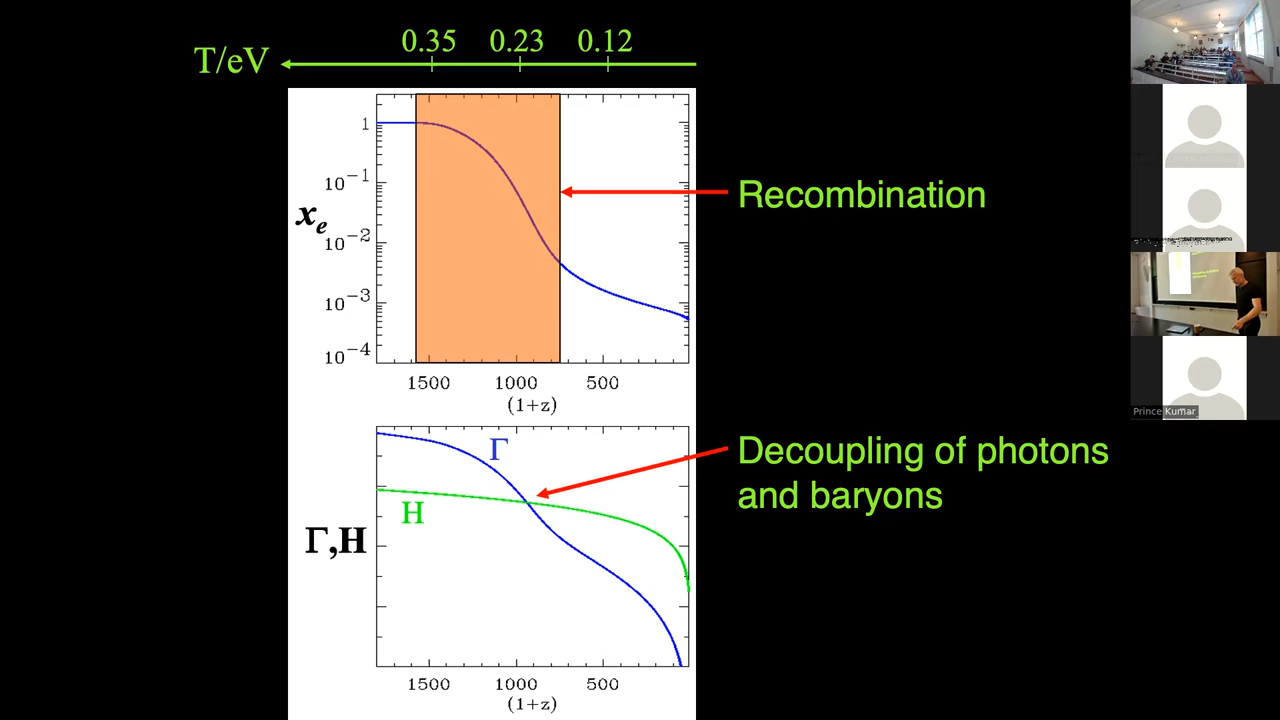 T/eV 0.35 0.23 0.12
1
10⁻¹
xₑ
10⁻²
10⁻³
10⁻⁴
1500 1000 500
(1+z)
Recombination
Γ
H
Γ,H
1500 1000 500
(1+z)
Decoupling of photons
and baryons
Prince Kumar